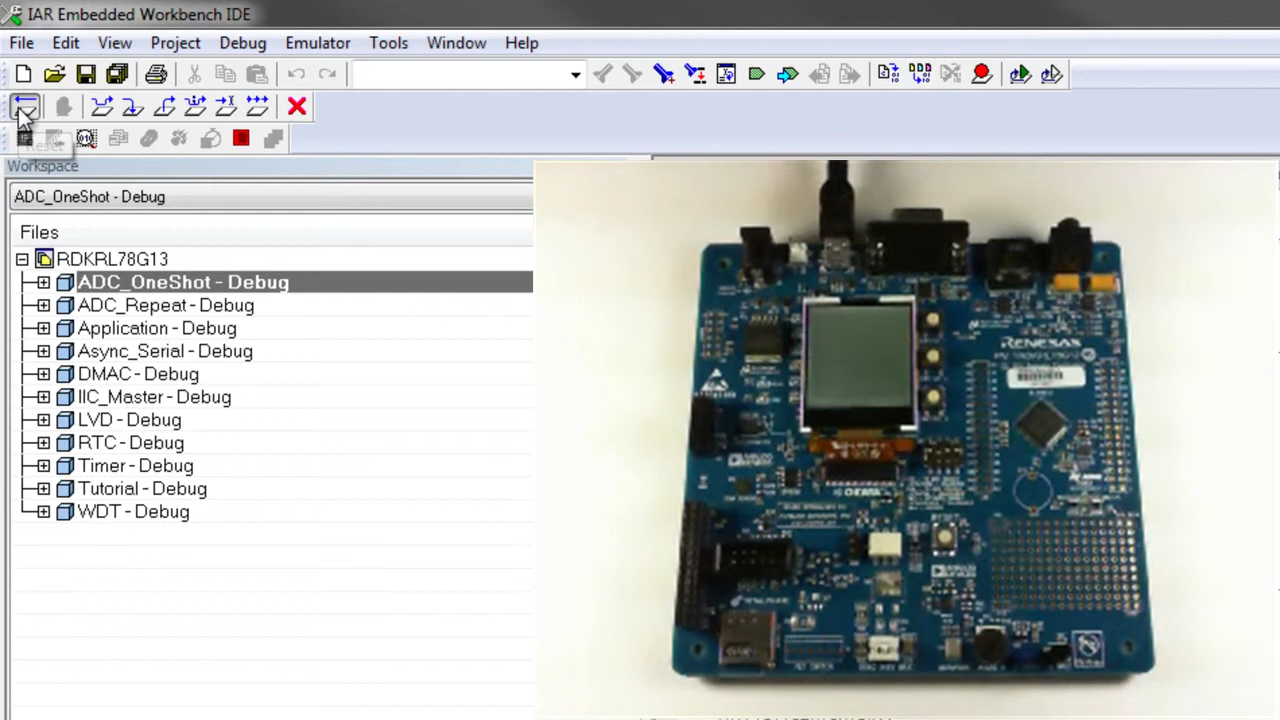 IAR Embedded Workbench IDE
File Edit View Project Debug Emulator Tools Window Help
Reset
Workspace
ADC_OneShot - Debug
Files
RDKRL78G13
ADC_OneShot - Debug
ADC_Repeat - Debug
Application - Debug
Async_Serial - Debug
DMAC - Debug
IIC_Master - Debug
LVD - Debug
RTC - Debug
Timer - Debug
Tutorial - Debug
WDT - Debug
RENESAS